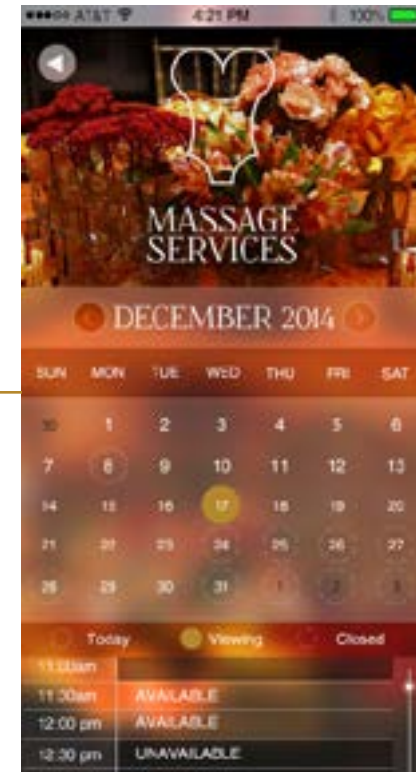 AT&T 4:21 PM 100%
MASSAGE
SERVICES
DECEMBER 2014
SUN MON TUE WED THU FRI SAT
30 1 2 3 4 5 6
7 8 9 10 11 12 13
14 15 16 17 18 19 20
21 22 23 24 25 26 27
28 29 30 31 1 2 3
Today Viewing Closed
11:00am
11:30am AVAILABLE
12:00 pm AVAILABLE
12:30 pm UNAVAILABLE